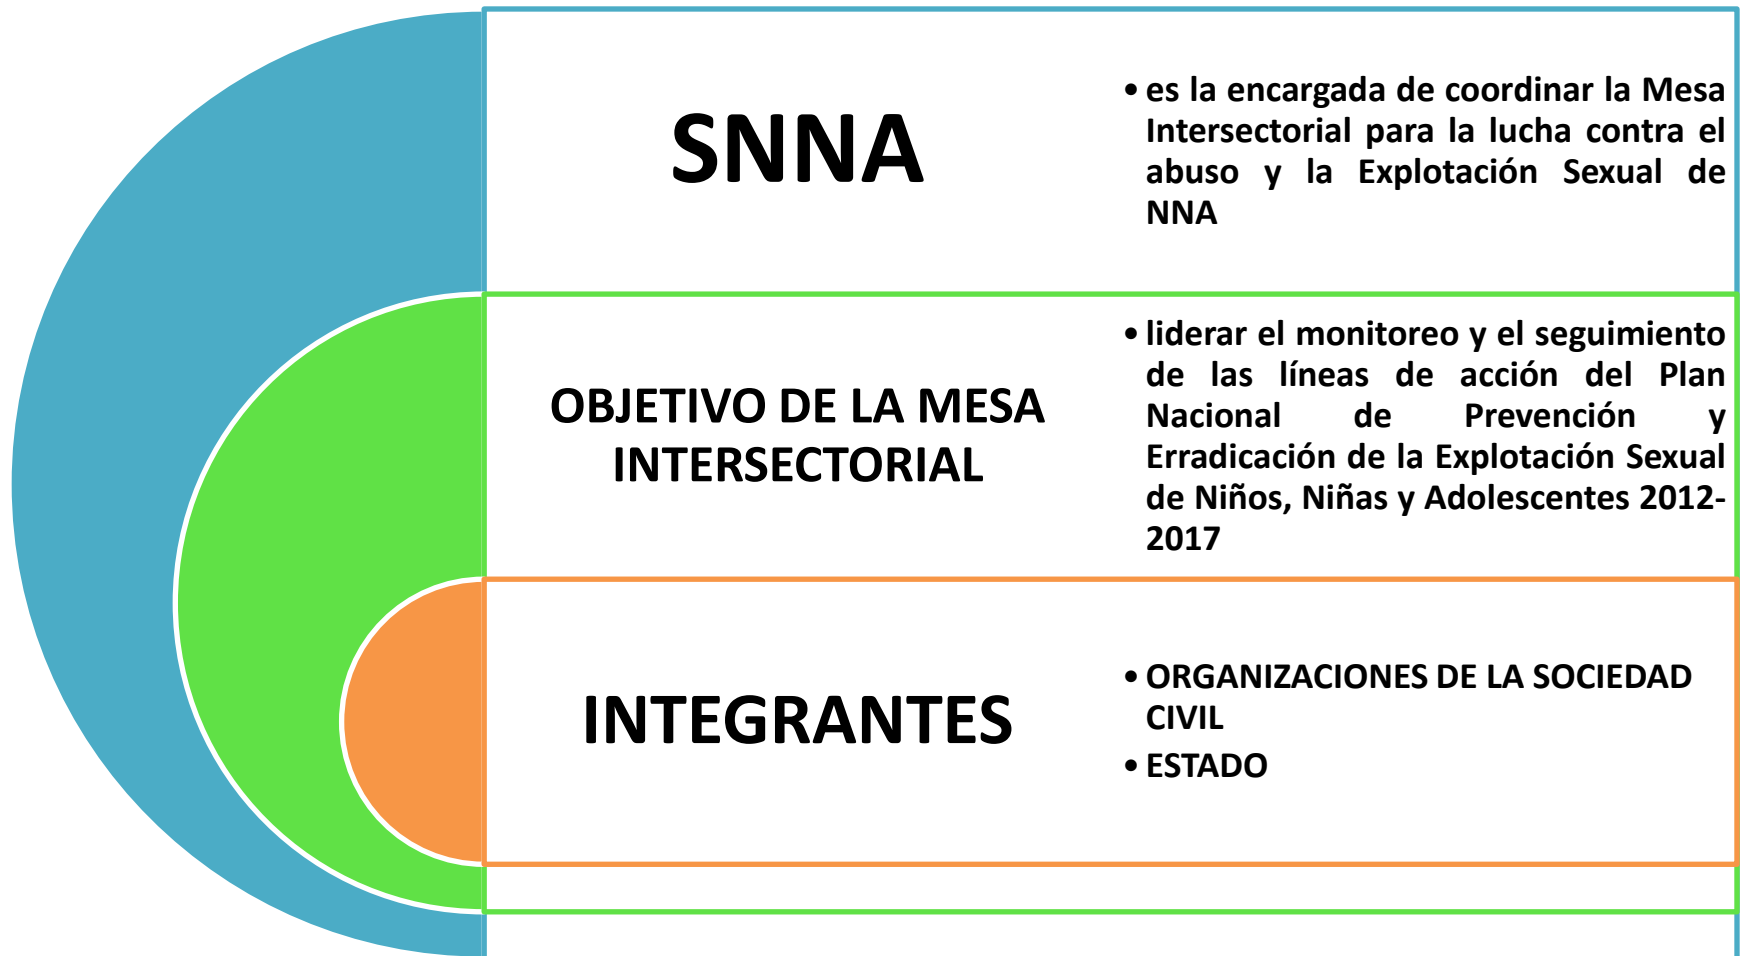 SNNA
• es la encargada de coordinar la Mesa
Intersectorial para la lucha contra el
abuso y la Explotación Sexual de
NNA
OBJETIVO DE LA MESA
INTERSECTORIAL
• liderar el monitoreo y el seguimiento
de las líneas de acción del Plan
Nacional de Prevención y
Erradicación de la Explotación Sexual
de Niños, Niñas y Adolescentes 2012-
2017
INTEGRANTES
• ORGANIZACIONES DE LA SOCIEDAD
CIVIL
• ESTADO